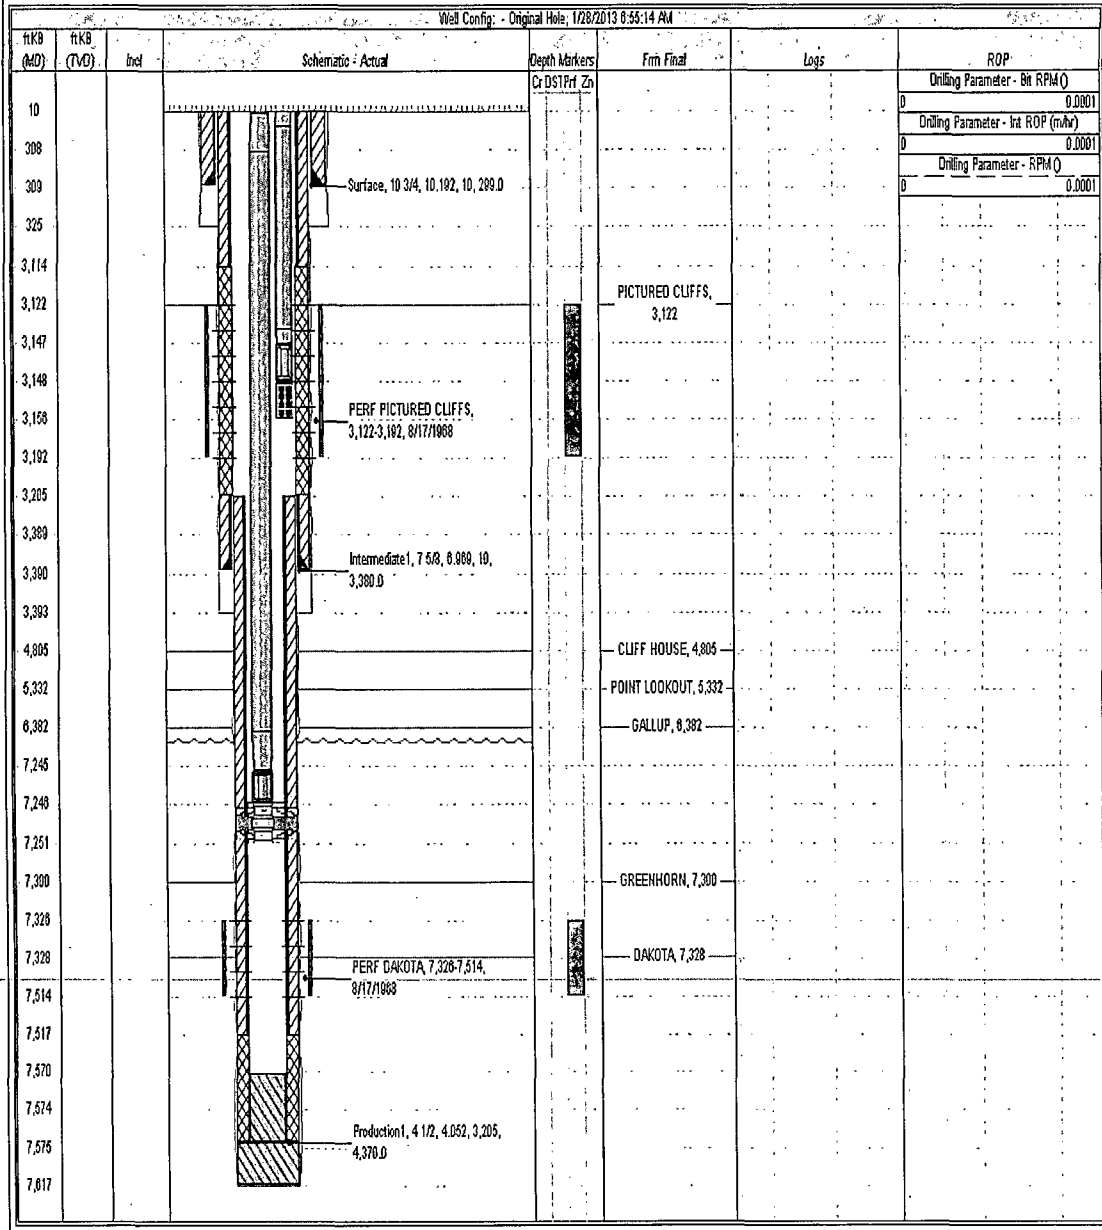 Well Config: - Original Hole; 1/28/2013 6:55:14 AM
ftKB (MD)
ftKB (TVD)
Incl
Schematic - Actual
Depth Markers
Frm Final
Logs
ROP
Cr DST Prf Zn
Drilling Parameter - Bit RPM ()
0 0.0001
Drilling Parameter - Int ROP (m/hr)
0 0.0001
Drilling Parameter - RPM ()
0 0.0001
10
308
309
Surface, 10 3/4, 10.192, 10, 299.0
325
3,114
3,122
PICTURED CLIFFS,
3,122
3,147
3,148
3,158
PERF PICTURED CLIFFS,
3,122-3,192, 8/17/1968
3,192
3,205
3,389
3,390
Intermediate1, 7 5/8, 6.969, 10,
3,380.0
3,393
4,805
CLIFF HOUSE, 4,805
5,332
POINT LOOKOUT, 5,332
6,382
GALLUP, 6,382
7,245
7,246
7,251
7,300
GREENHORN, 7,300
7,326
7,328
DAKOTA, 7,328
PERF DAKOTA, 7,326-7,514,
8/17/1968
7,514
7,517
7,570
7,574
Production1, 4 1/2, 4.052, 3,205,
4,370.0
7,575
7,617